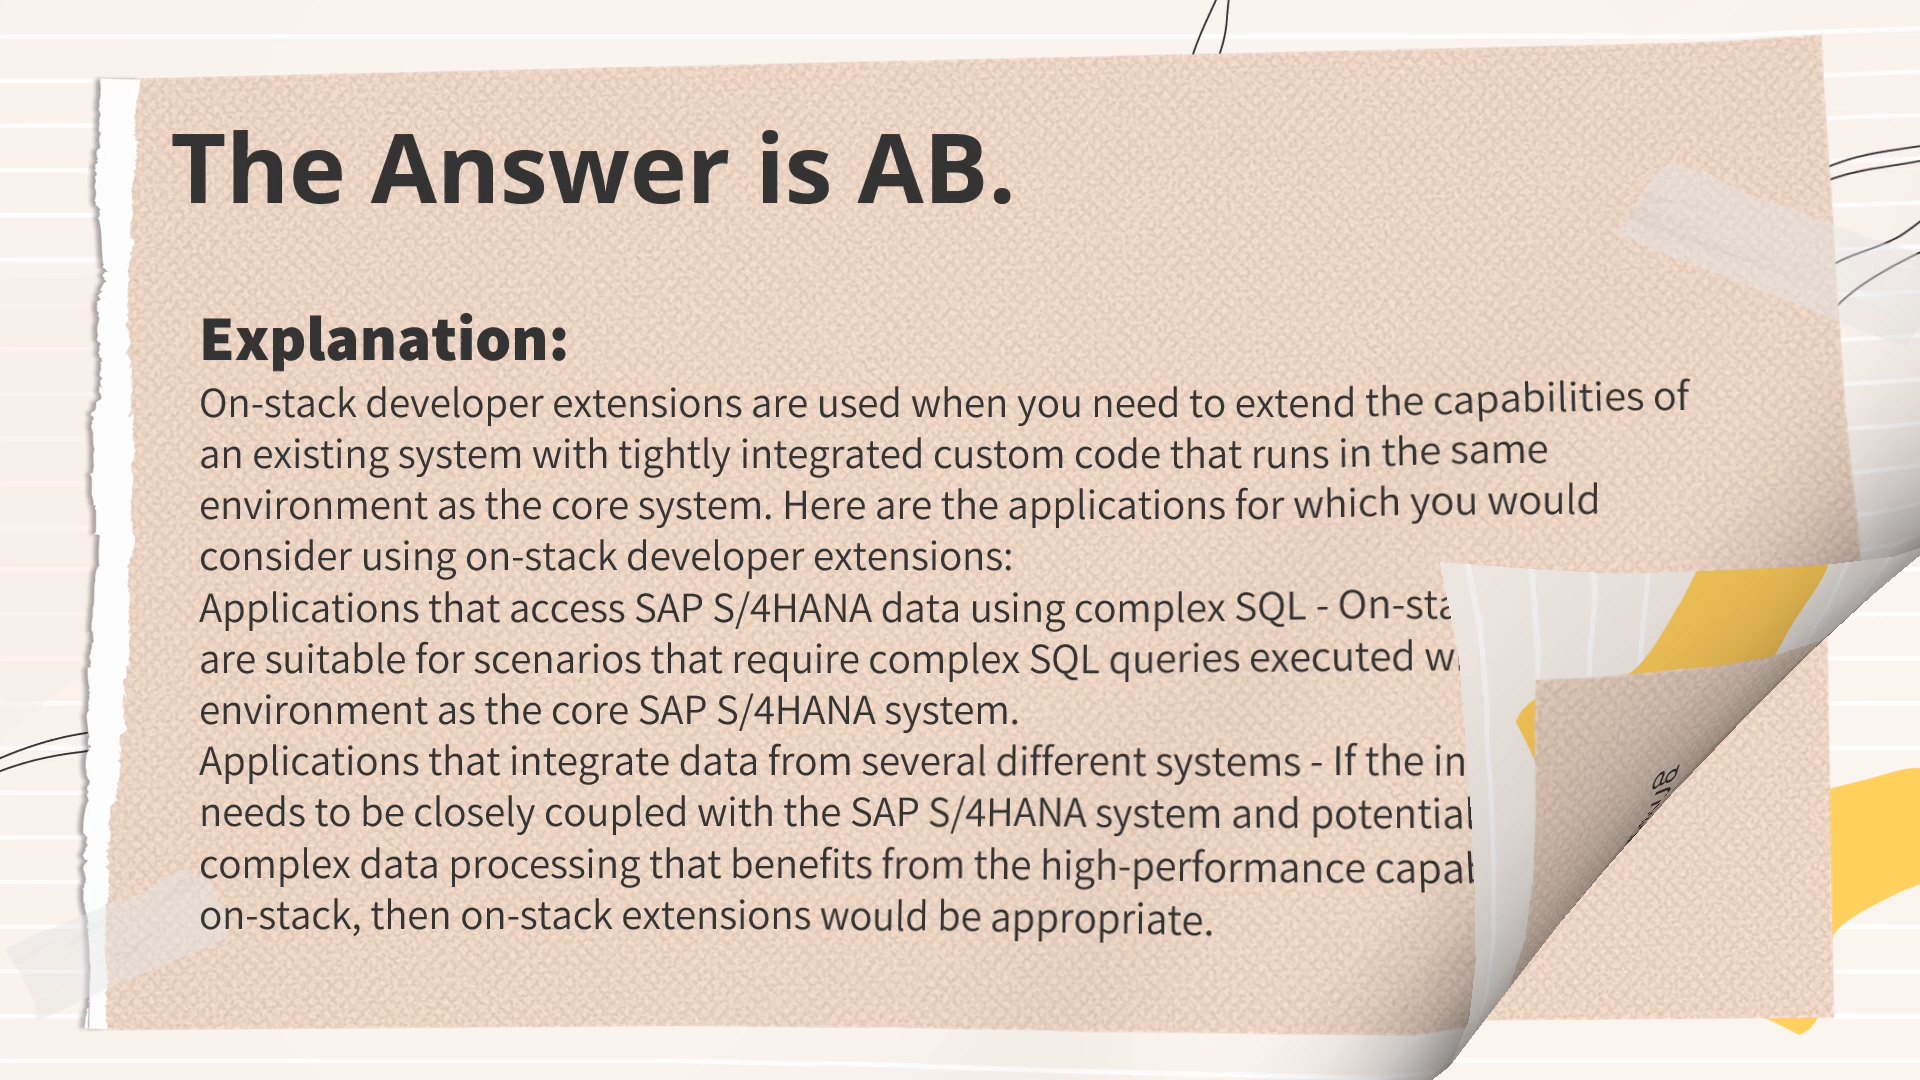 The Answer is AB.
Explanation:
On-stack developer extensions are used when you need to extend the capabilities of
an existing system with tightly integrated custom code that runs in the same
environment as the core system. Here are the applications for which you would
consider using on-stack developer extensions:
Applications that access SAP S/4HANA data using complex SQL -
are suitable for scenarios that require complex SQL queries executed
environment as the core SAP S/4HANA system.
Applications that integrate data from several different systems - If the
needs to be closely coupled with the SAP S/4HANA system and
complex data processing that benefits from the high-performance
on-stack, then on-stack extensions would be appropriate.